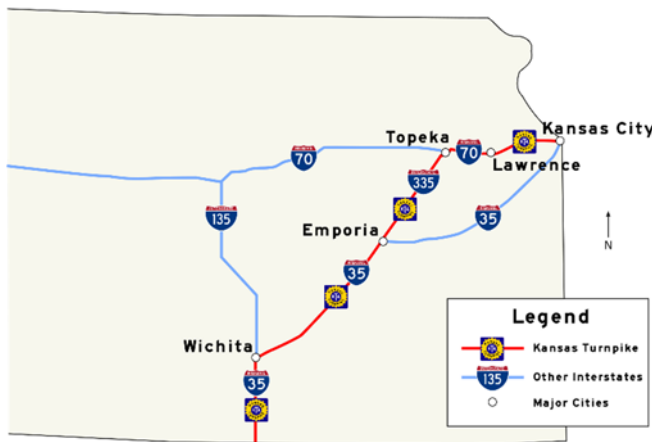 Kansas City
Topeka
70
70
Lawrence
335
135
35
Emporia
N
35
Legend
Wichita
Kansas Turnpike
35
135
Other Interstates
Major Cities